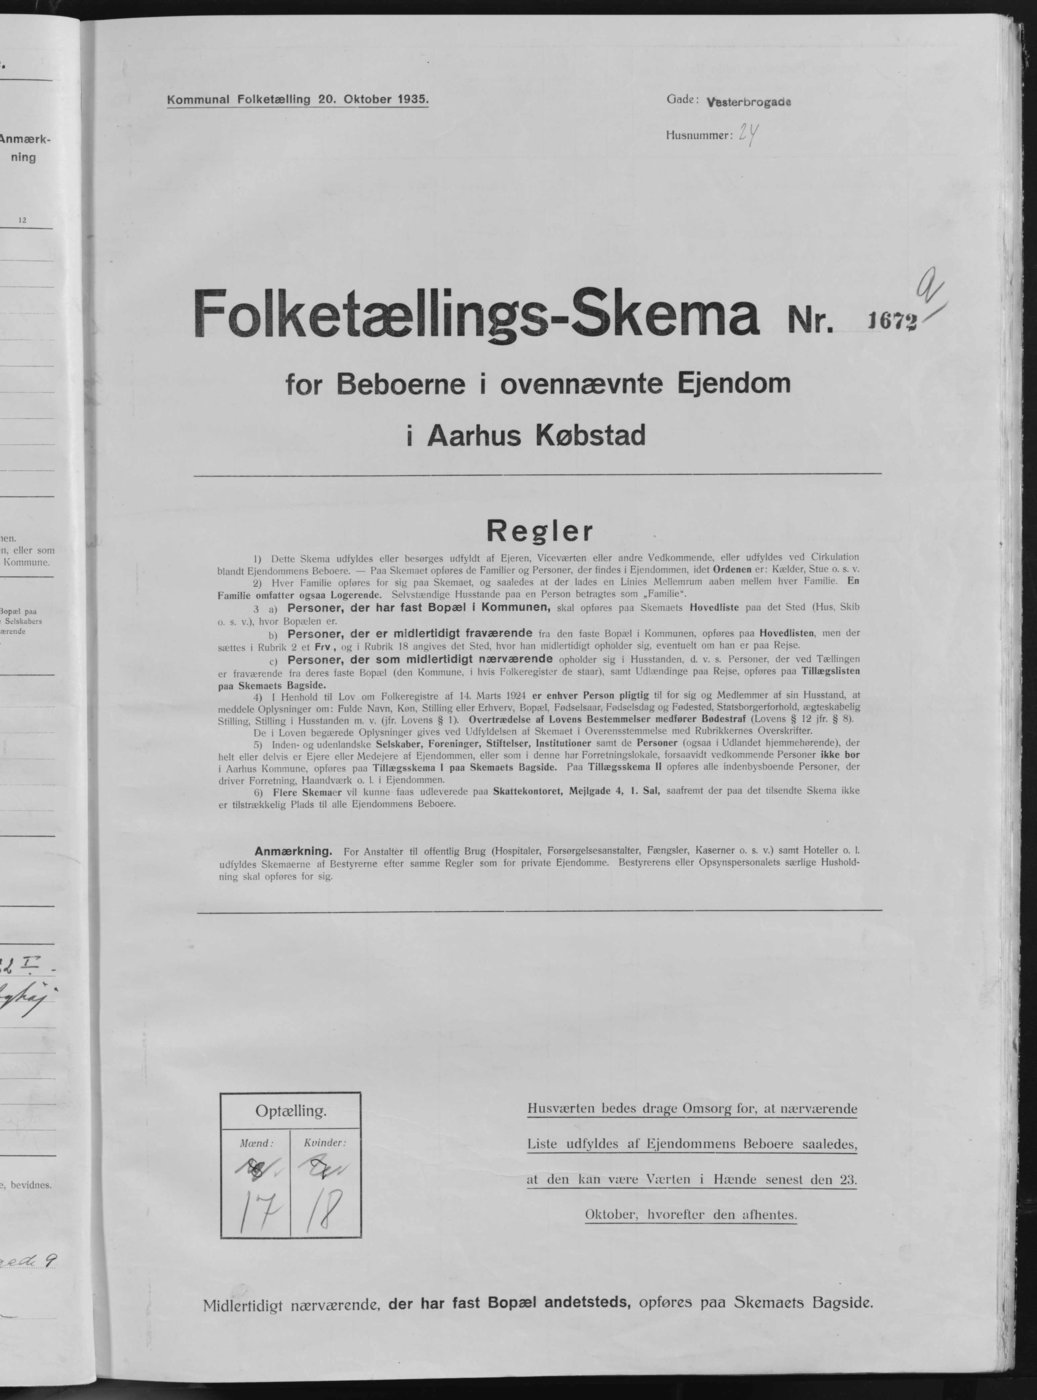 Anmærk-
ning
12
n, eller som
Kommune.
Bopæl paa
Selskabers
bevidnes.
Kommunal Folketælling 20. Oktober 1935.
Gade: Vesterbrogade
Husnummer: 24
Folketællings-Skema Nr. 1672 a
for Beboerne i ovennævnte Ejendom
i Aarhus Købstad
Regler
1) Dette Skema udfyldes eller besørges udfyldt af Ejeren, Viceværten eller andre Vedkommende, eller udfyldes ved Cirkulation
blandt Ejendommens Beboere. — Paa Skemaet opføres de Familier og Personer, der findes i Ejendommen, idet Ordenen er: Kælder, Stue o. s. v.
2) Hver Familie opføres for sig paa Skemaet, og saaledes at der lades en Linies Mellemrum aaben mellem hver Familie. En
Familie omfatter ogsaa Logerende. Selvstændige Husstande paa en Person betragtes som „Familie".
3 a) Personer, der har fast Bopæl i Kommunen, skal opføres paa Skemaets Hovedliste paa det Sted (Hus, Skib
o. s. v.), hvor Bopælen er.
b) Personer, der er midlertidigt fraværende fra den faste Bopæl i Kommunen, opføres paa Hovedlisten, men der
sættes i Rubrik 2 et Frv., og i Rubrik 18 angives det Sted, hvor han midlertidigt opholder sig, eventuelt om han er paa Rejse.
c) Personer, der som midlertidigt nærværende opholder sig i Husstanden, d. v. s. Personer, der ved Tællingen
er fraværende fra deres faste Bopæl (den Kommune, i hvis Folkeregister de staar), samt Udlændinge paa Rejse, opføres paa Tillægslisten
paa Skemaets Bagside.
4) I Henhold til Lov om Folkeregistre af 14. Marts 1924 er enhver Person pligtig til for sig og Medlemmer af sin Husstand, at
meddele Oplysninger om: Fulde Navn, Køn, Stilling eller Erhverv, Bopæl, Fødselsaar, Fødselsdag og Fødested, Statsborgerforhold, ægteskabelig
Stilling, Stilling i Husstanden m. v. (jfr. Lovens § 1). Overtrædelse af Lovens Bestemmelser medfører Bødestraf (Lovens § 12 jfr. § 8).
De i Loven begærede Oplysninger gives ved Udfyldelsen af Skemaet i Overensstemmelse med Rubrikkernes Overskrifter.
5) Inden- og udenlandske Selskaber, Foreninger, Stiftelser, Institutioner samt de Personer (ogsaa i Udlandet hjemmehørende), der
helt eller delvis er Ejere eller Medejere af Ejendommen, eller som i denne har Forretningslokale, forsaavidt vedkommende Personer ikke bor
i Aarhus Kommune, opføres paa Tillægsskema I paa Skemaets Bagside. Paa Tillægsskema II opføres alle indenbysboende Personer, der
driver Forretning, Haandværk o. l. i Ejendommen.
6) Flere Skemaer vil kunne faas udleverede paa Skattekontoret, Mejlgade 4, 1. Sal, saafremt der paa det tilsendte Skema ikke
er tilstrækkelig Plads til alle Ejendommens Beboere.
Anmærkning. For Anstalter til offentlig Brug (Hospitaler, Forsørgelsesanstalter, Fængsler, Kaserner o. s. v.) samt Hoteller o. l.
udfyldes Skemaerne af Bestyrerne efter samme Regler som for private Ejendomme. Bestyrerens eller Opsynspersonalets særlige Hushold-
ning skal opføres for sig.
Optælling.
Mænd: Kvinder:
17 18
Husværten bedes drage Omsorg for, at nærværende
Liste udfyldes af Ejendommens Beboere saaledes,
at den kan være Værten i Hænde senest den 23.
Oktober, hvorefter den afhentes.
Midlertidigt nærværende, der har fast Bopæl andetsteds, opføres paa Skemaets Bagside.